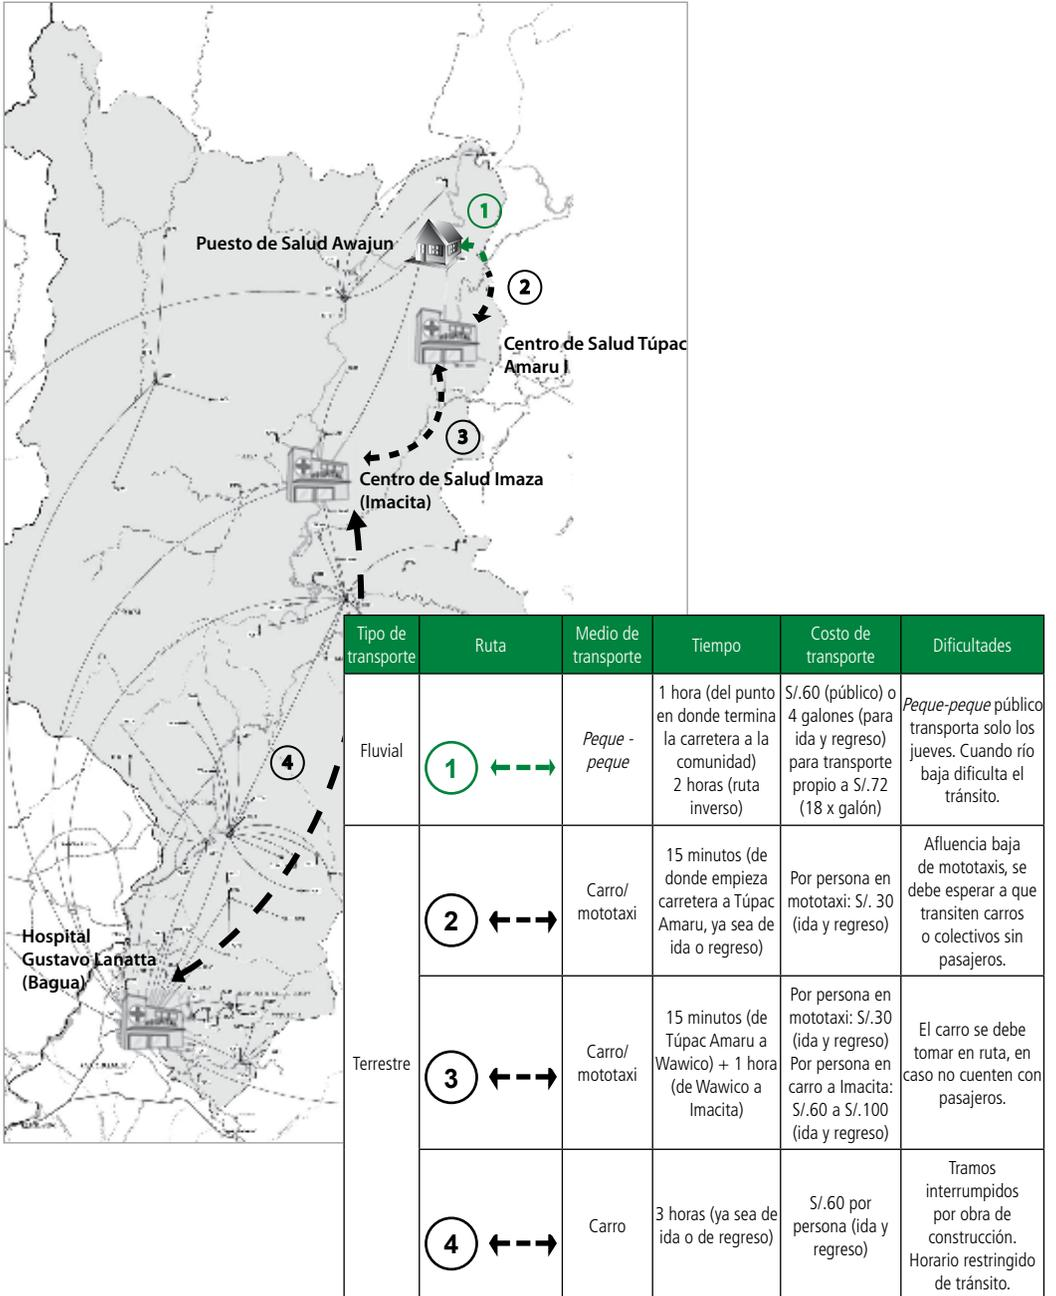 1
Puesto de Salud Awajun
2
Centro de Salud Túpac
Amaru I
3
Centro de Salud Imaza
(Imacita)
4
Hospital
Gustavo Lanatta
(Bagua)
Tipo de
transporte
Ruta
Medio de
transporte
Tiempo
Costo de
transporte
Dificultades
Fluvial
1
Peque -
peque
1 hora (del punto
en donde termina
la carretera a la
comunidad)
2 horas (ruta
inverso)
S/.60 (público) o
4 galones (para
ida y regreso)
para transporte
propio a S/.72
(18 x galón)
Peque-peque público
transporta solo los
jueves. Cuando río
baja dificulta el
tránsito.
Terrestre
2
Carro/
mototaxi
15 minutos (de
donde empieza
carretera a Túpac
Amaru, ya sea de
ida o regreso)
Por persona en
mototaxi: S/. 30
(ida y regreso)
Afluencia baja
de mototaxis, se
debe esperar a que
transiten carros
o colectivos sin
pasajeros.
3
Carro/
mototaxi
15 minutos (de
Túpac Amaru a
Wawico) + 1 hora
(de Wawico a
Imacita)
Por persona en
mototaxi: S/.30
(ida y regreso)
Por persona en
carro a Imacita:
S/.60 a S/.100
(ida y regreso)
El carro se debe
tomar en ruta, en
caso no cuenten con
pasajeros.
4
Carro
3 horas (ya sea de
ida o de regreso)
S/.60 por
persona (ida y
regreso)
Tramos
interrumpidos
por obra de
construcción.
Horario restringido
de tránsito.